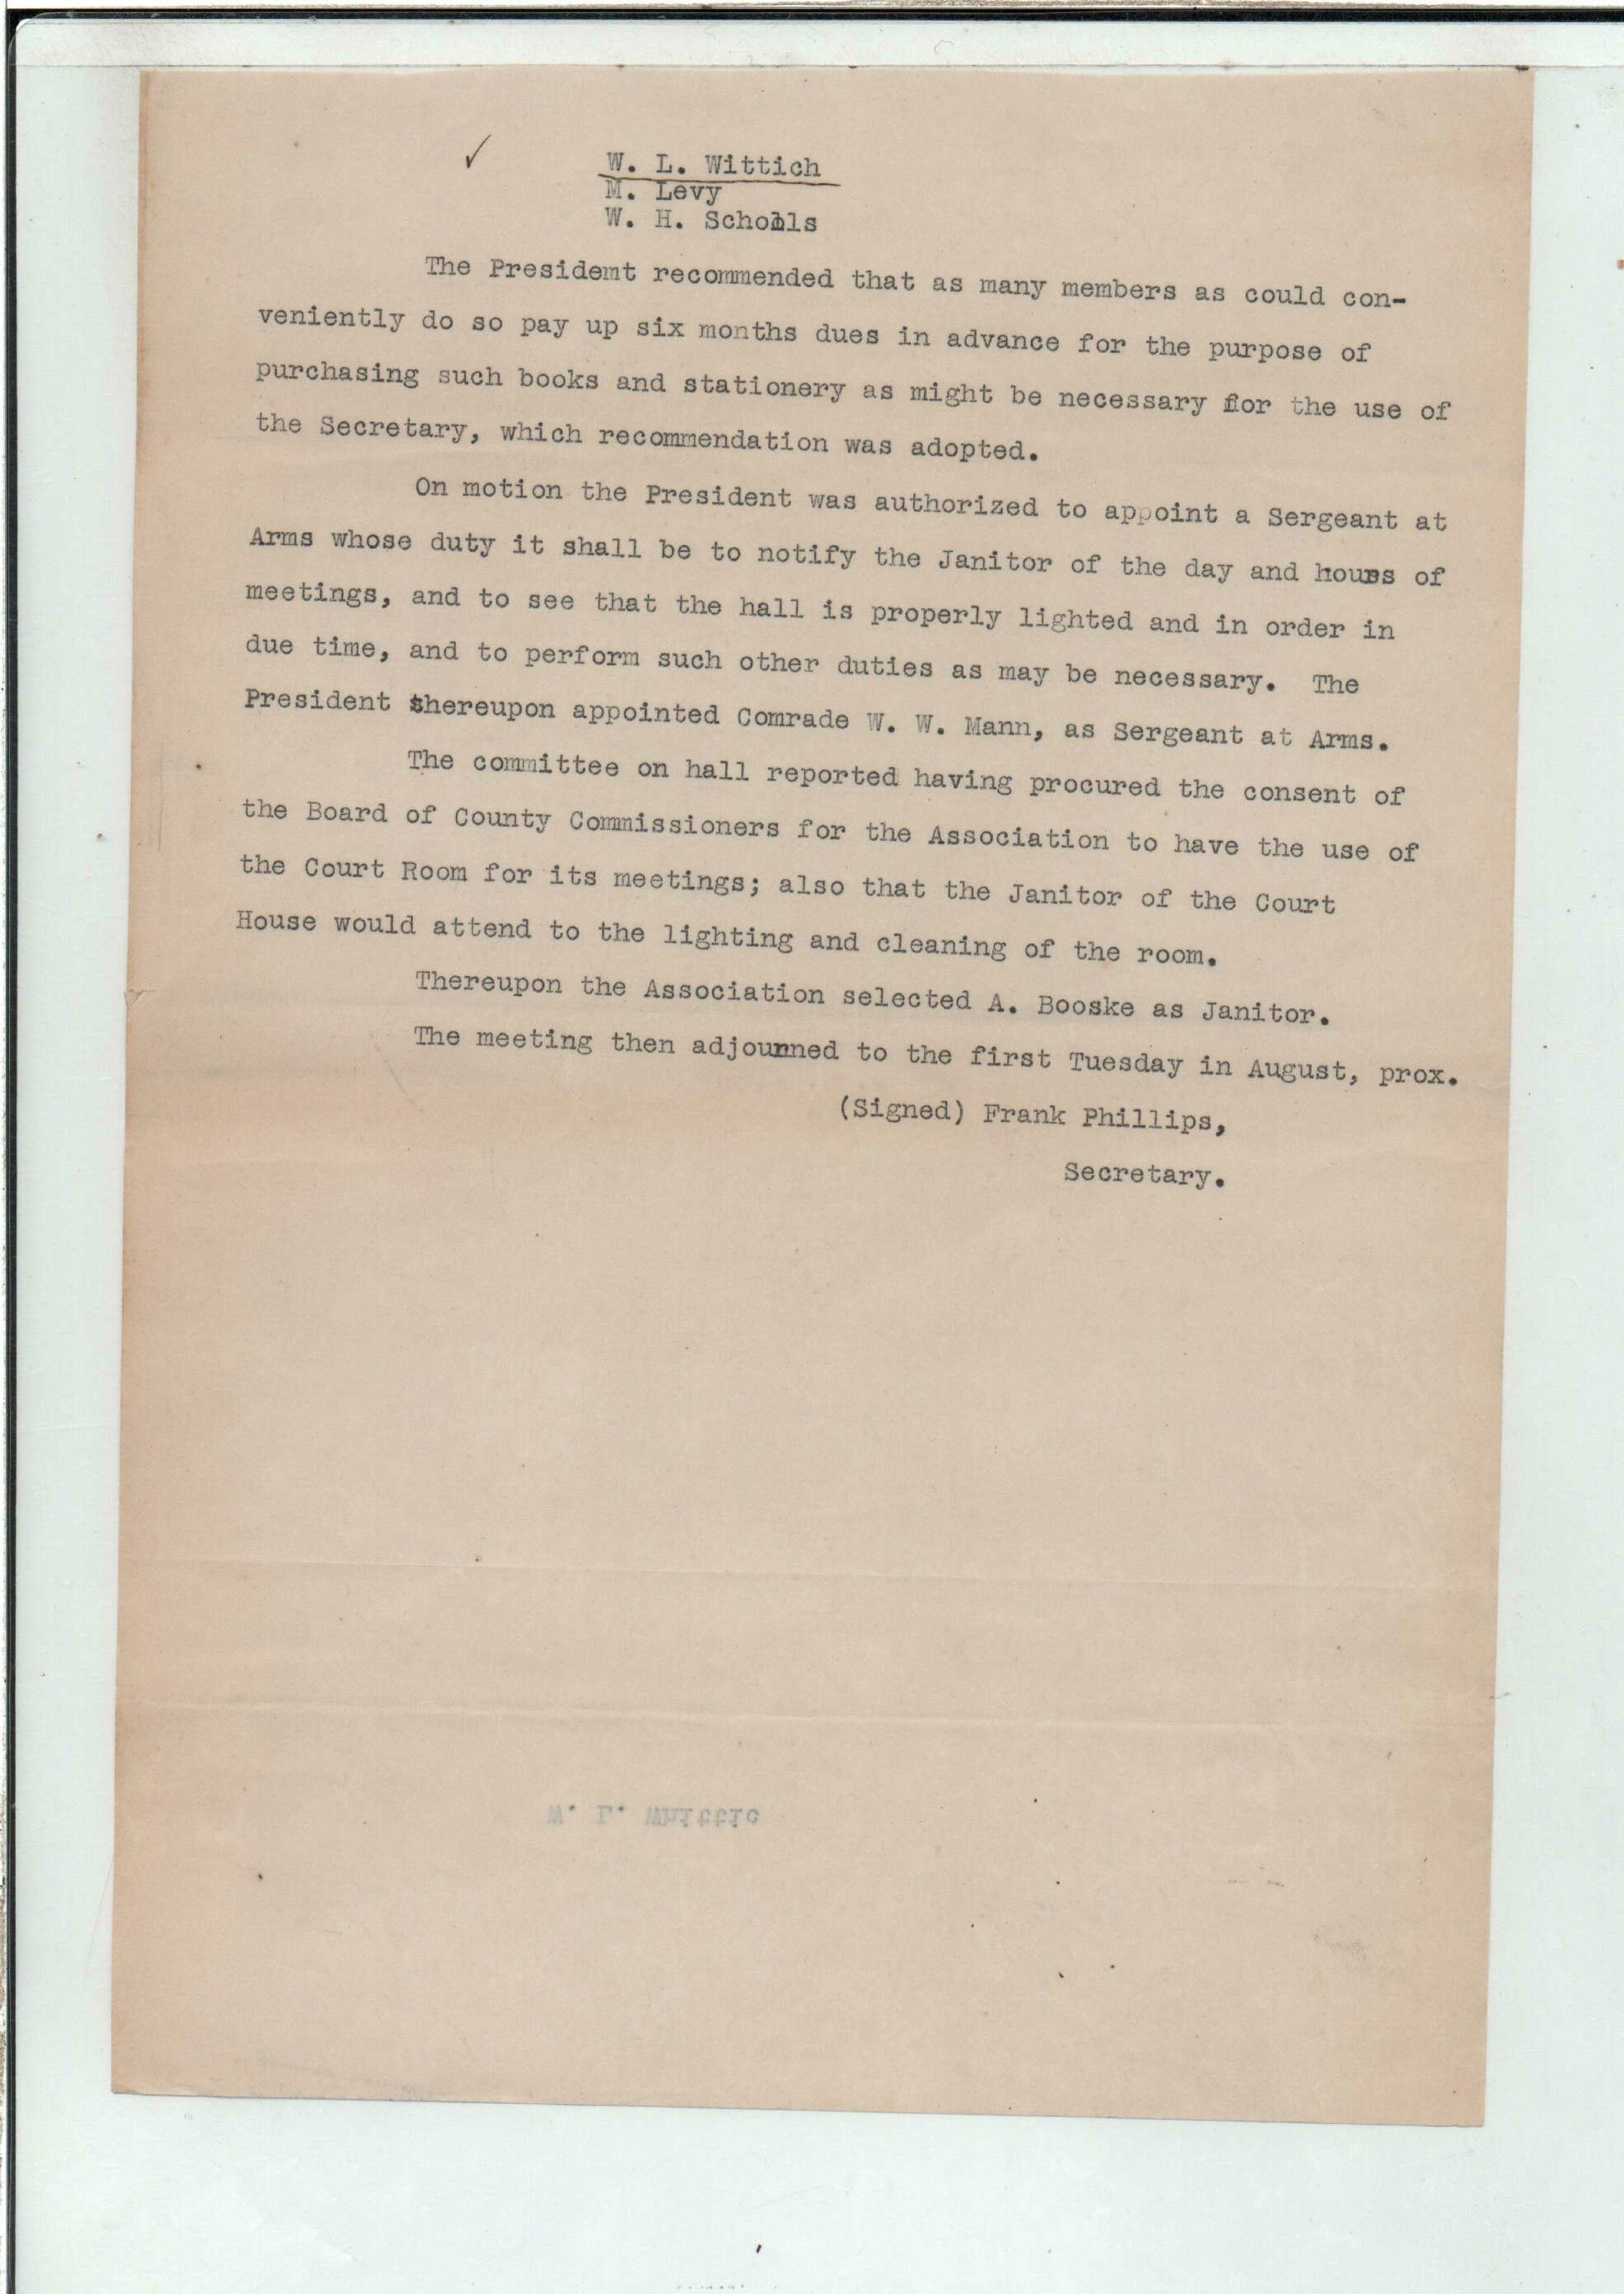 ✓ W. L. Wittich
M. Levy
W. H. Scholls
The President recommended that as many members as could con-
veniently do so pay up six months dues in advance for the purpose of
purchasing such books and stationery as might be necessary for the use of
the Secretary, which recommendation was adopted.
On motion the President was authorized to appoint a Sergeant at
Arms whose duty it shall be to notify the Janitor of the day and hours of
meetings, and to see that the hall is properly lighted and in order in
due time, and to perform such other duties as may be necessary. The
President thereupon appointed Comrade W. W. Mann, as Sergeant at Arms.
The committee on hall reported having procured the consent of
the Board of County Commissioners for the Association to have the use of
the Court Room for its meetings; also that the Janitor of the Court
House would attend to the lighting and cleaning of the room.
Thereupon the Association selected A. Booske as Janitor.
The meeting then adjourned to the first Tuesday in August, prox.
(Signed) Frank Phillips,
Secretary.
W. L. Whittic